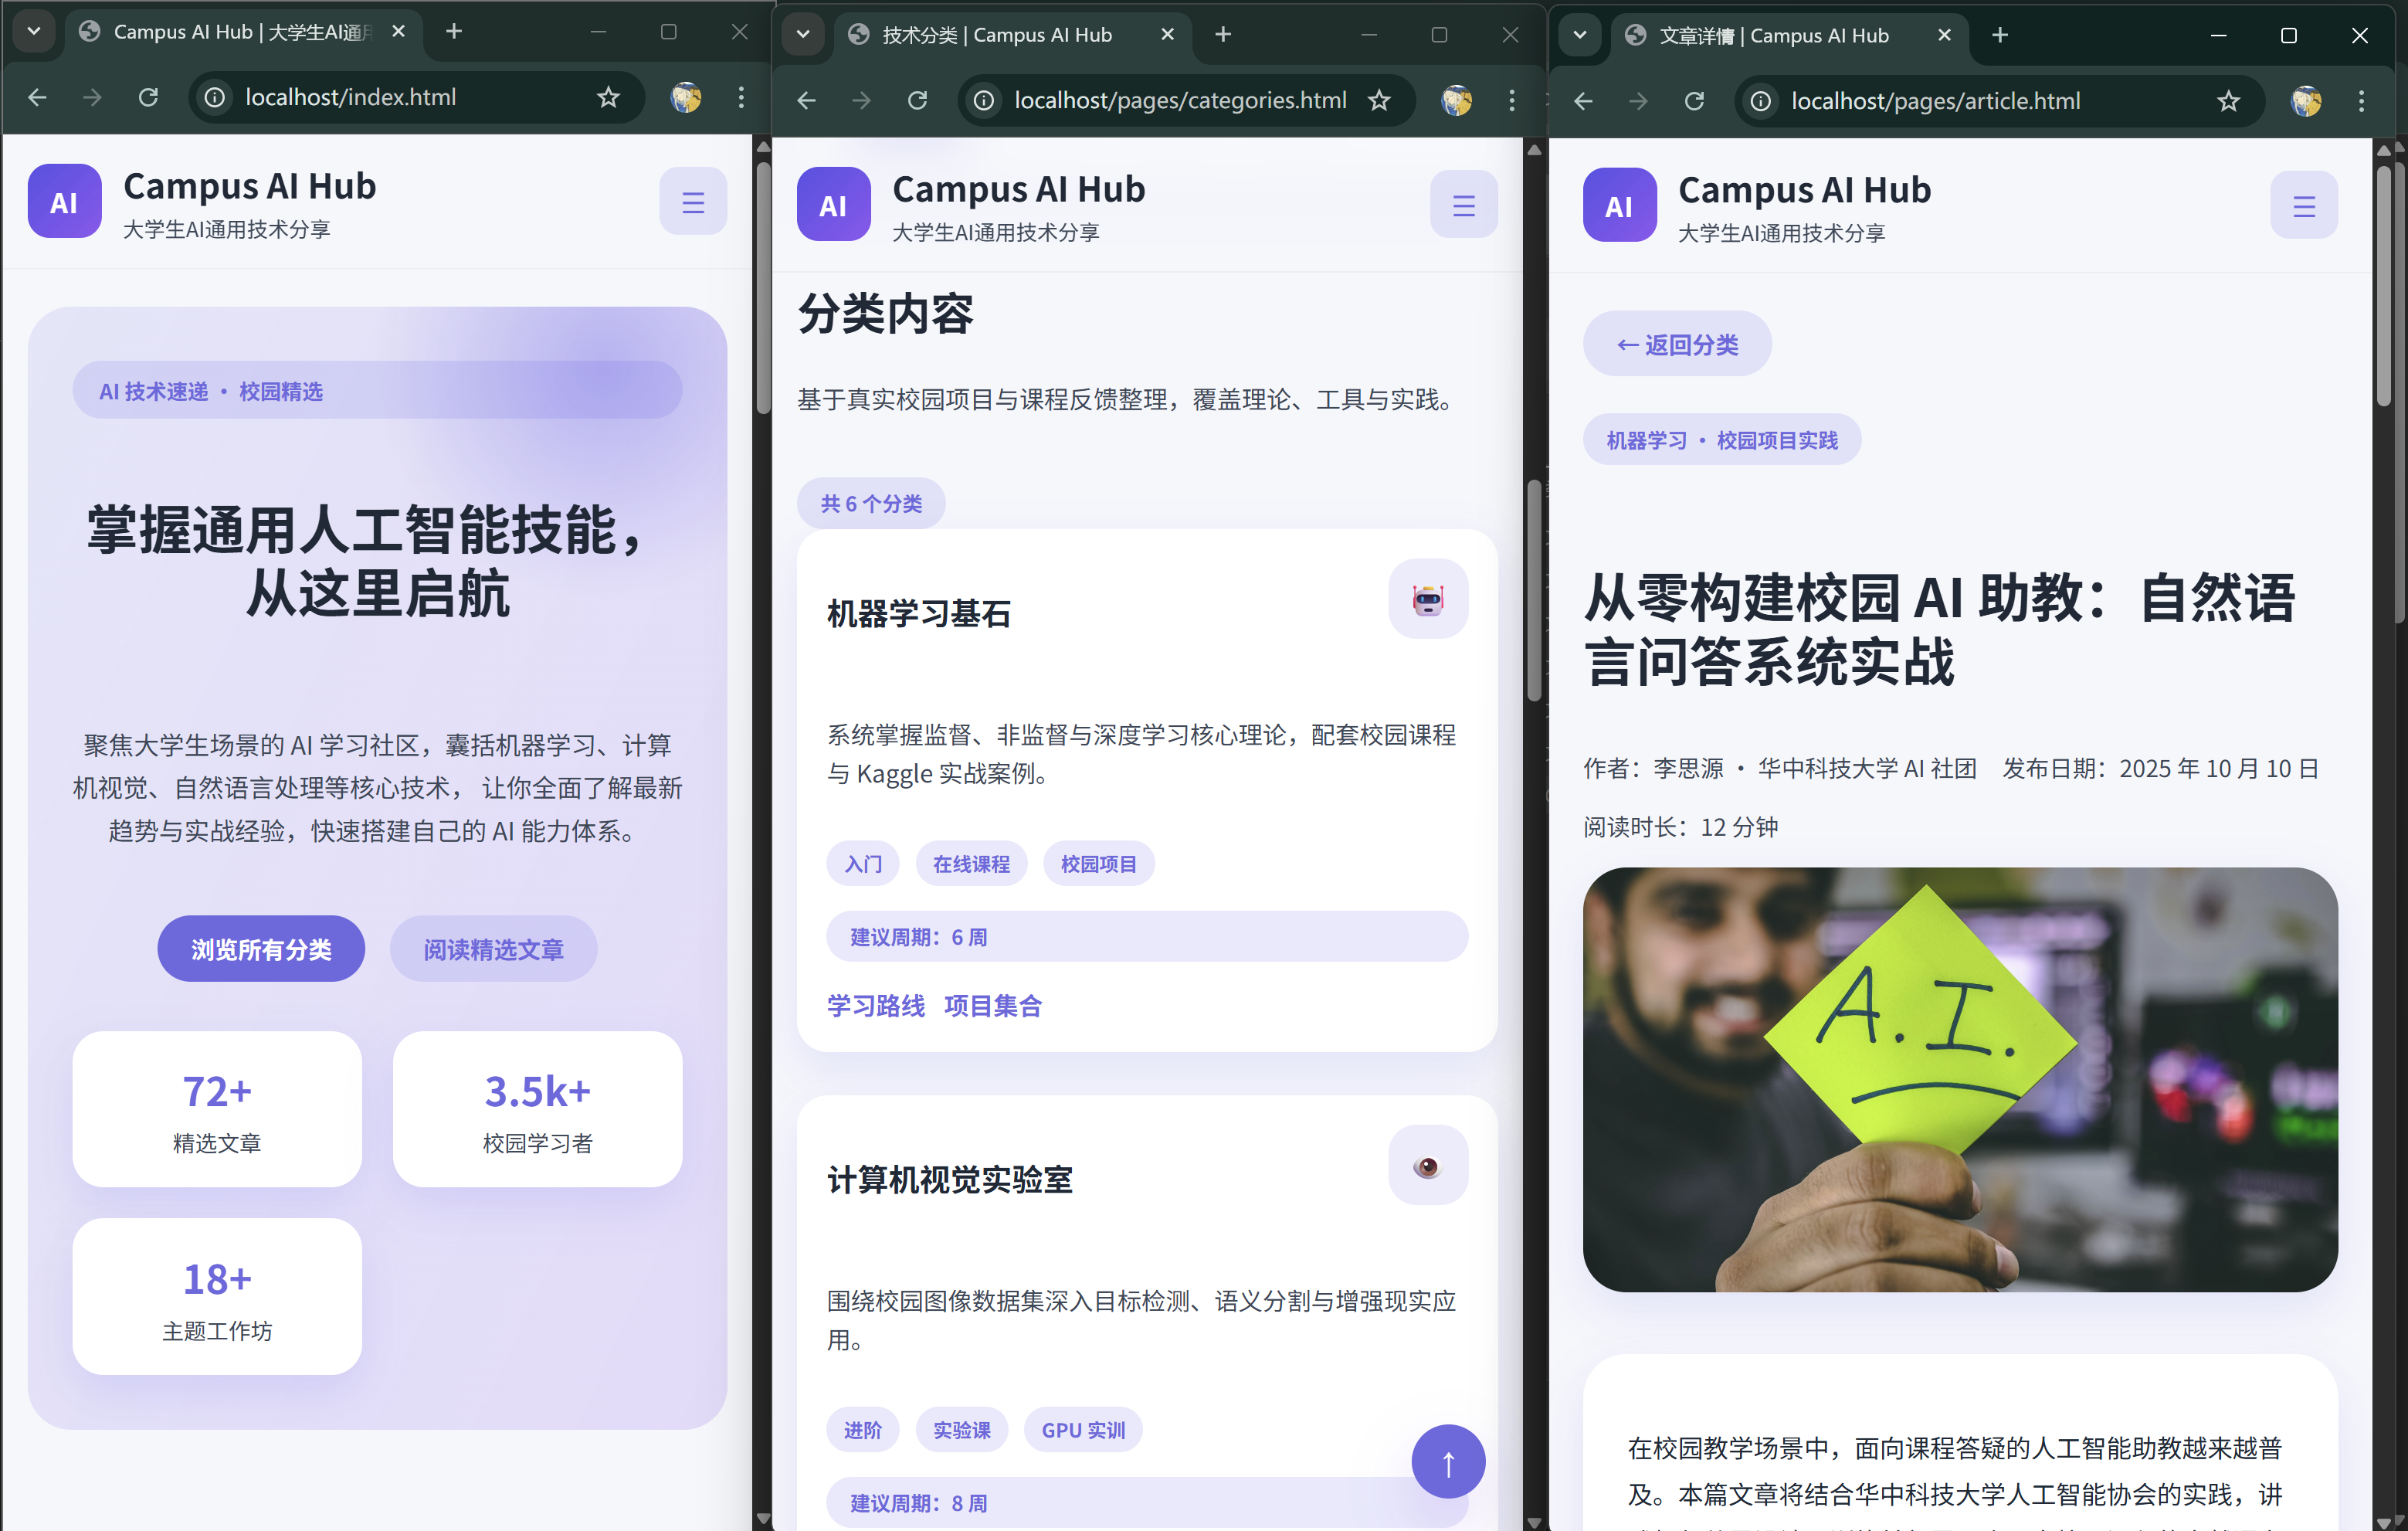 Campus AI Hub | 大学生AI通用
localhost/index.html
AI
Campus AI Hub
大学生AI通用技术分享
AI 技术速递 · 校园精选
掌握通用人工智能技能，
从这里启航
聚焦大学生场景的 AI 学习社区，囊括机器学习、计算
机视觉、自然语言处理等核心技术， 让你全面了解最新
趋势与实战经验，快速搭建自己的 AI 能力体系。
浏览所有分类
阅读精选文章
72+
精选文章
3.5k+
校园学习者
18+
主题工作坊
技术分类 | Campus AI Hub
localhost/pages/categories.html
AI
Campus AI Hub
大学生AI通用技术分享
分类内容
基于真实校园项目与课程反馈整理，覆盖理论、工具与实践。
共 6 个分类
机器学习基石
系统掌握监督、非监督与深度学习核心理论，配套校园课程
与 Kaggle 实战案例。
入门 在线课程 校园项目
建议周期：6 周
学习路线 项目集合
计算机视觉实验室
围绕校园图像数据集深入目标检测、语义分割与增强现实应
用。
进阶 实验课 GPU 实训
建议周期：8 周
↑
文章详情 | Campus AI Hub
localhost/pages/article.html
AI
Campus AI Hub
大学生AI通用技术分享
← 返回分类
机器学习 · 校园项目实践
从零构建校园 AI 助教：自然语
言问答系统实战
作者：李思源 · 华中科技大学 AI 社团 发布日期：2025 年 10 月 10 日
阅读时长：12 分钟
A.I.
在校园教学场景中，面向课程答疑的人工智能助教越来越普
及。本篇文章将结合华中科技大学人工智能协会的实践，讲